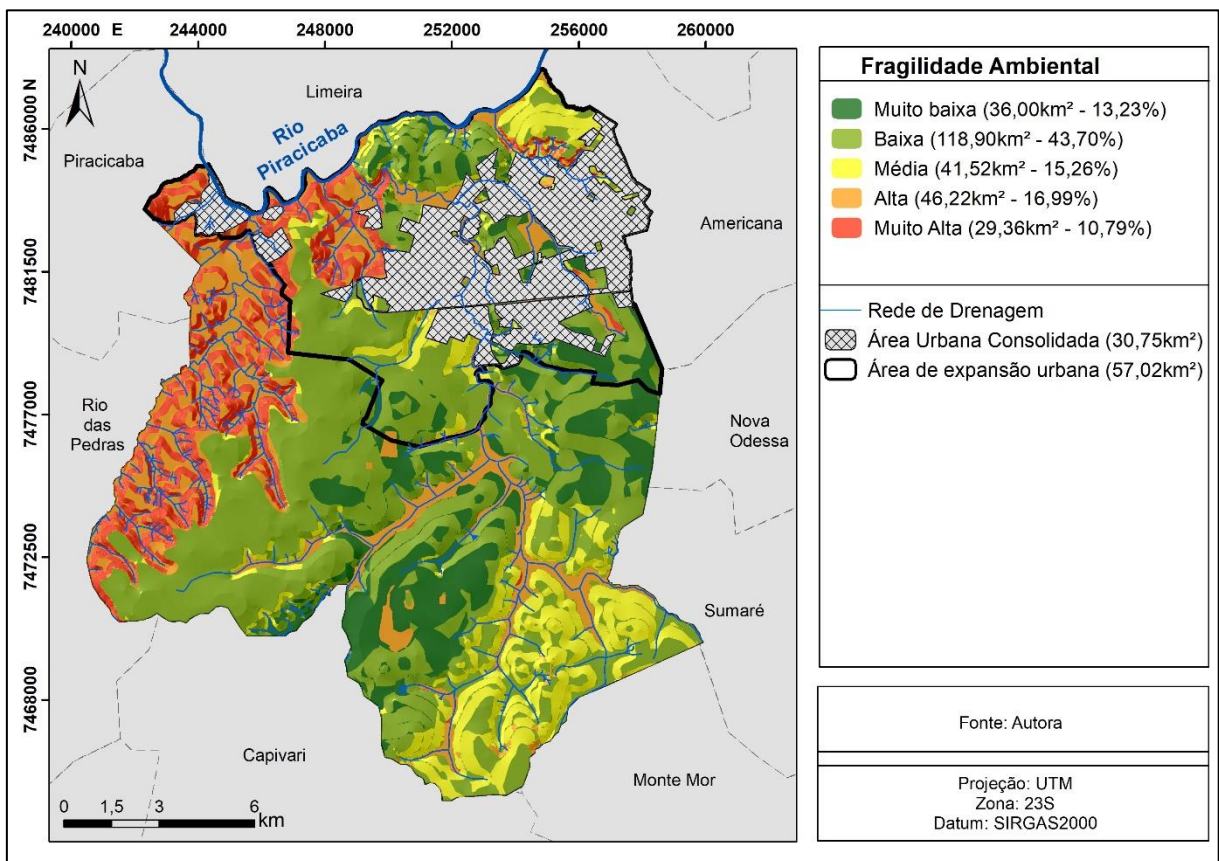 240000 E 244000 248000 252000 256000 260000
7486000 N
7481500
7477000
7472500
7468000
N
Limeira
Rio
Piracicaba
Piracicaba
Americana
Rio
das
Pedras
Nova
Odessa
Sumaré
Capivari
Monte Mor
0 1,5 3 6
km
Fragilidade Ambiental
Muito baixa (36,00km² - 13,23%)
Baixa (118,90km² - 43,70%)
Média (41,52km² - 15,26%)
Alta (46,22km² - 16,99%)
Muito Alta (29,36km² - 10,79%)
Rede de Drenagem
Área Urbana Consolidada (30,75km²)
Área de expansão urbana (57,02km²)
Fonte: Autora
Projeção: UTM
Zona: 23S
Datum: SIRGAS2000